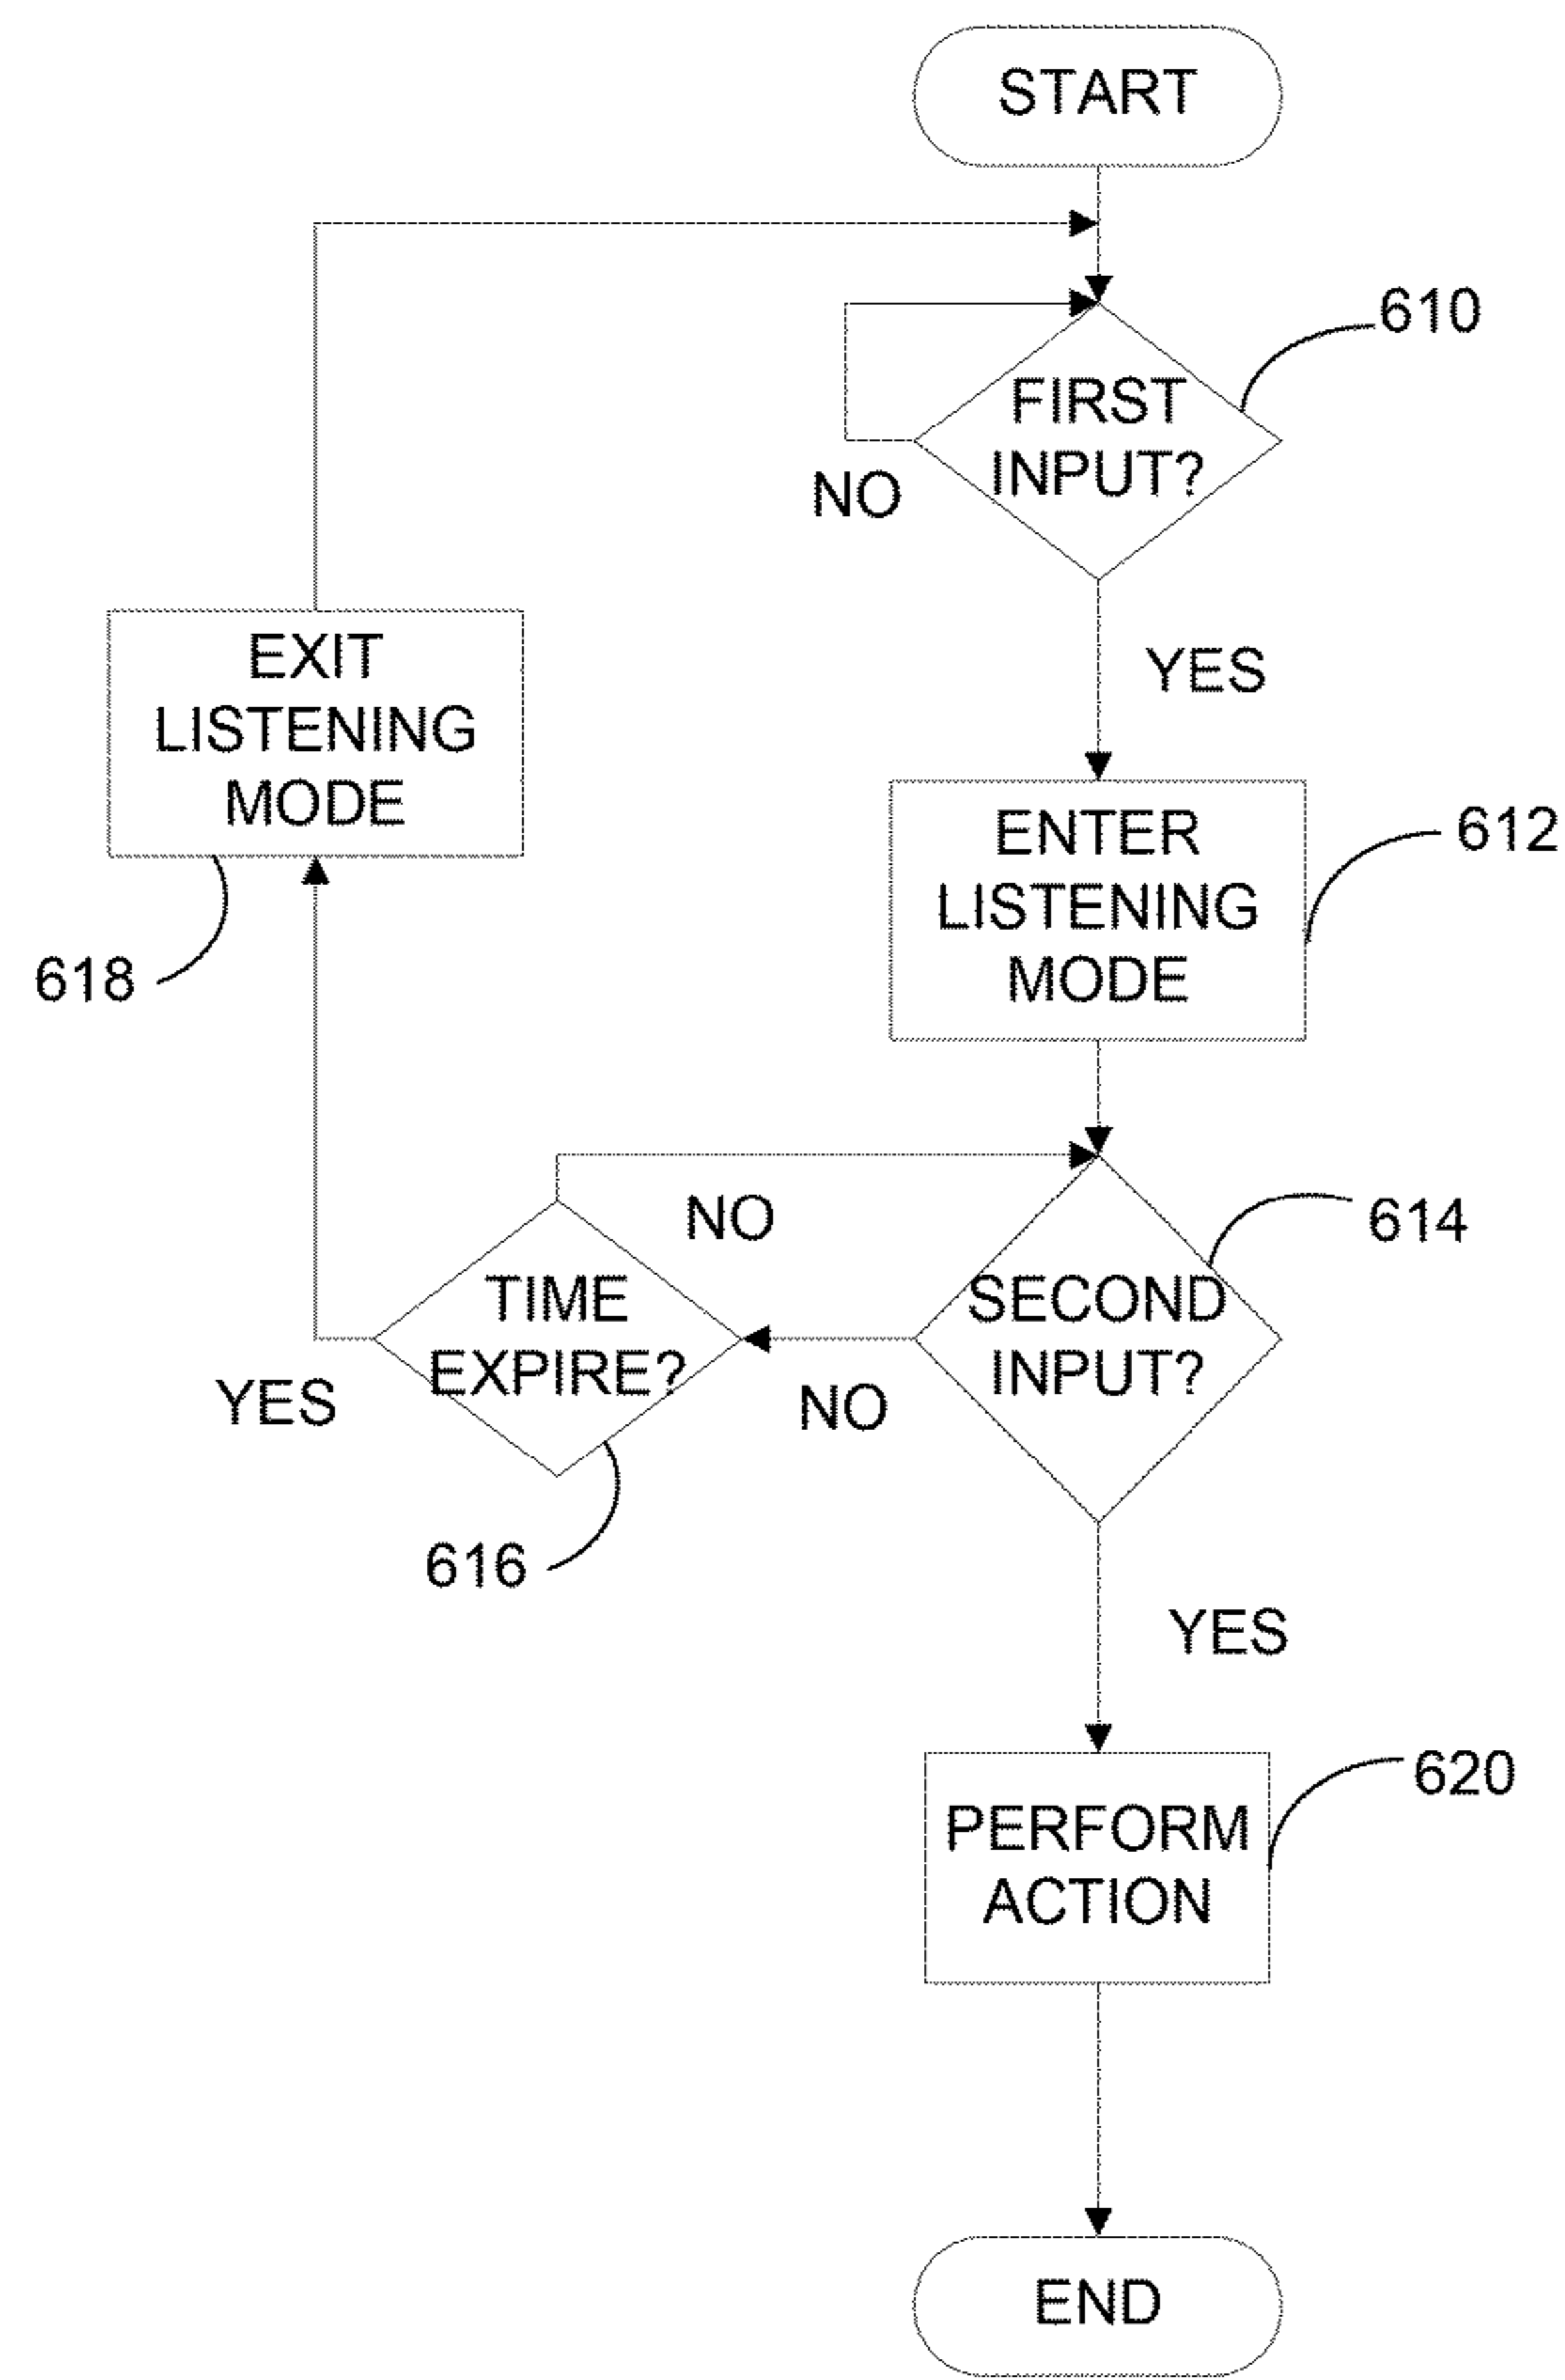 START
610
FIRST
INPUT?
NO
YES
EXIT
LISTENING
MODE
618
ENTER
LISTENING
MODE
612
NO
614
TIME
EXPIRE?
SECOND
INPUT?
YES
NO
616
YES
620
PERFORM
ACTION
END